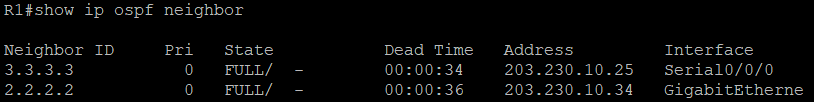 R1#show ip ospf neighbor
Neighbor ID     Pri   State           Dead Time   Address         Interface
3.3.3.3           0   FULL/  -        00:00:34    203.230.10.25   Serial0/0/0
2.2.2.2           0   FULL/  -        00:00:36    203.230.10.34   GigabitEtherne